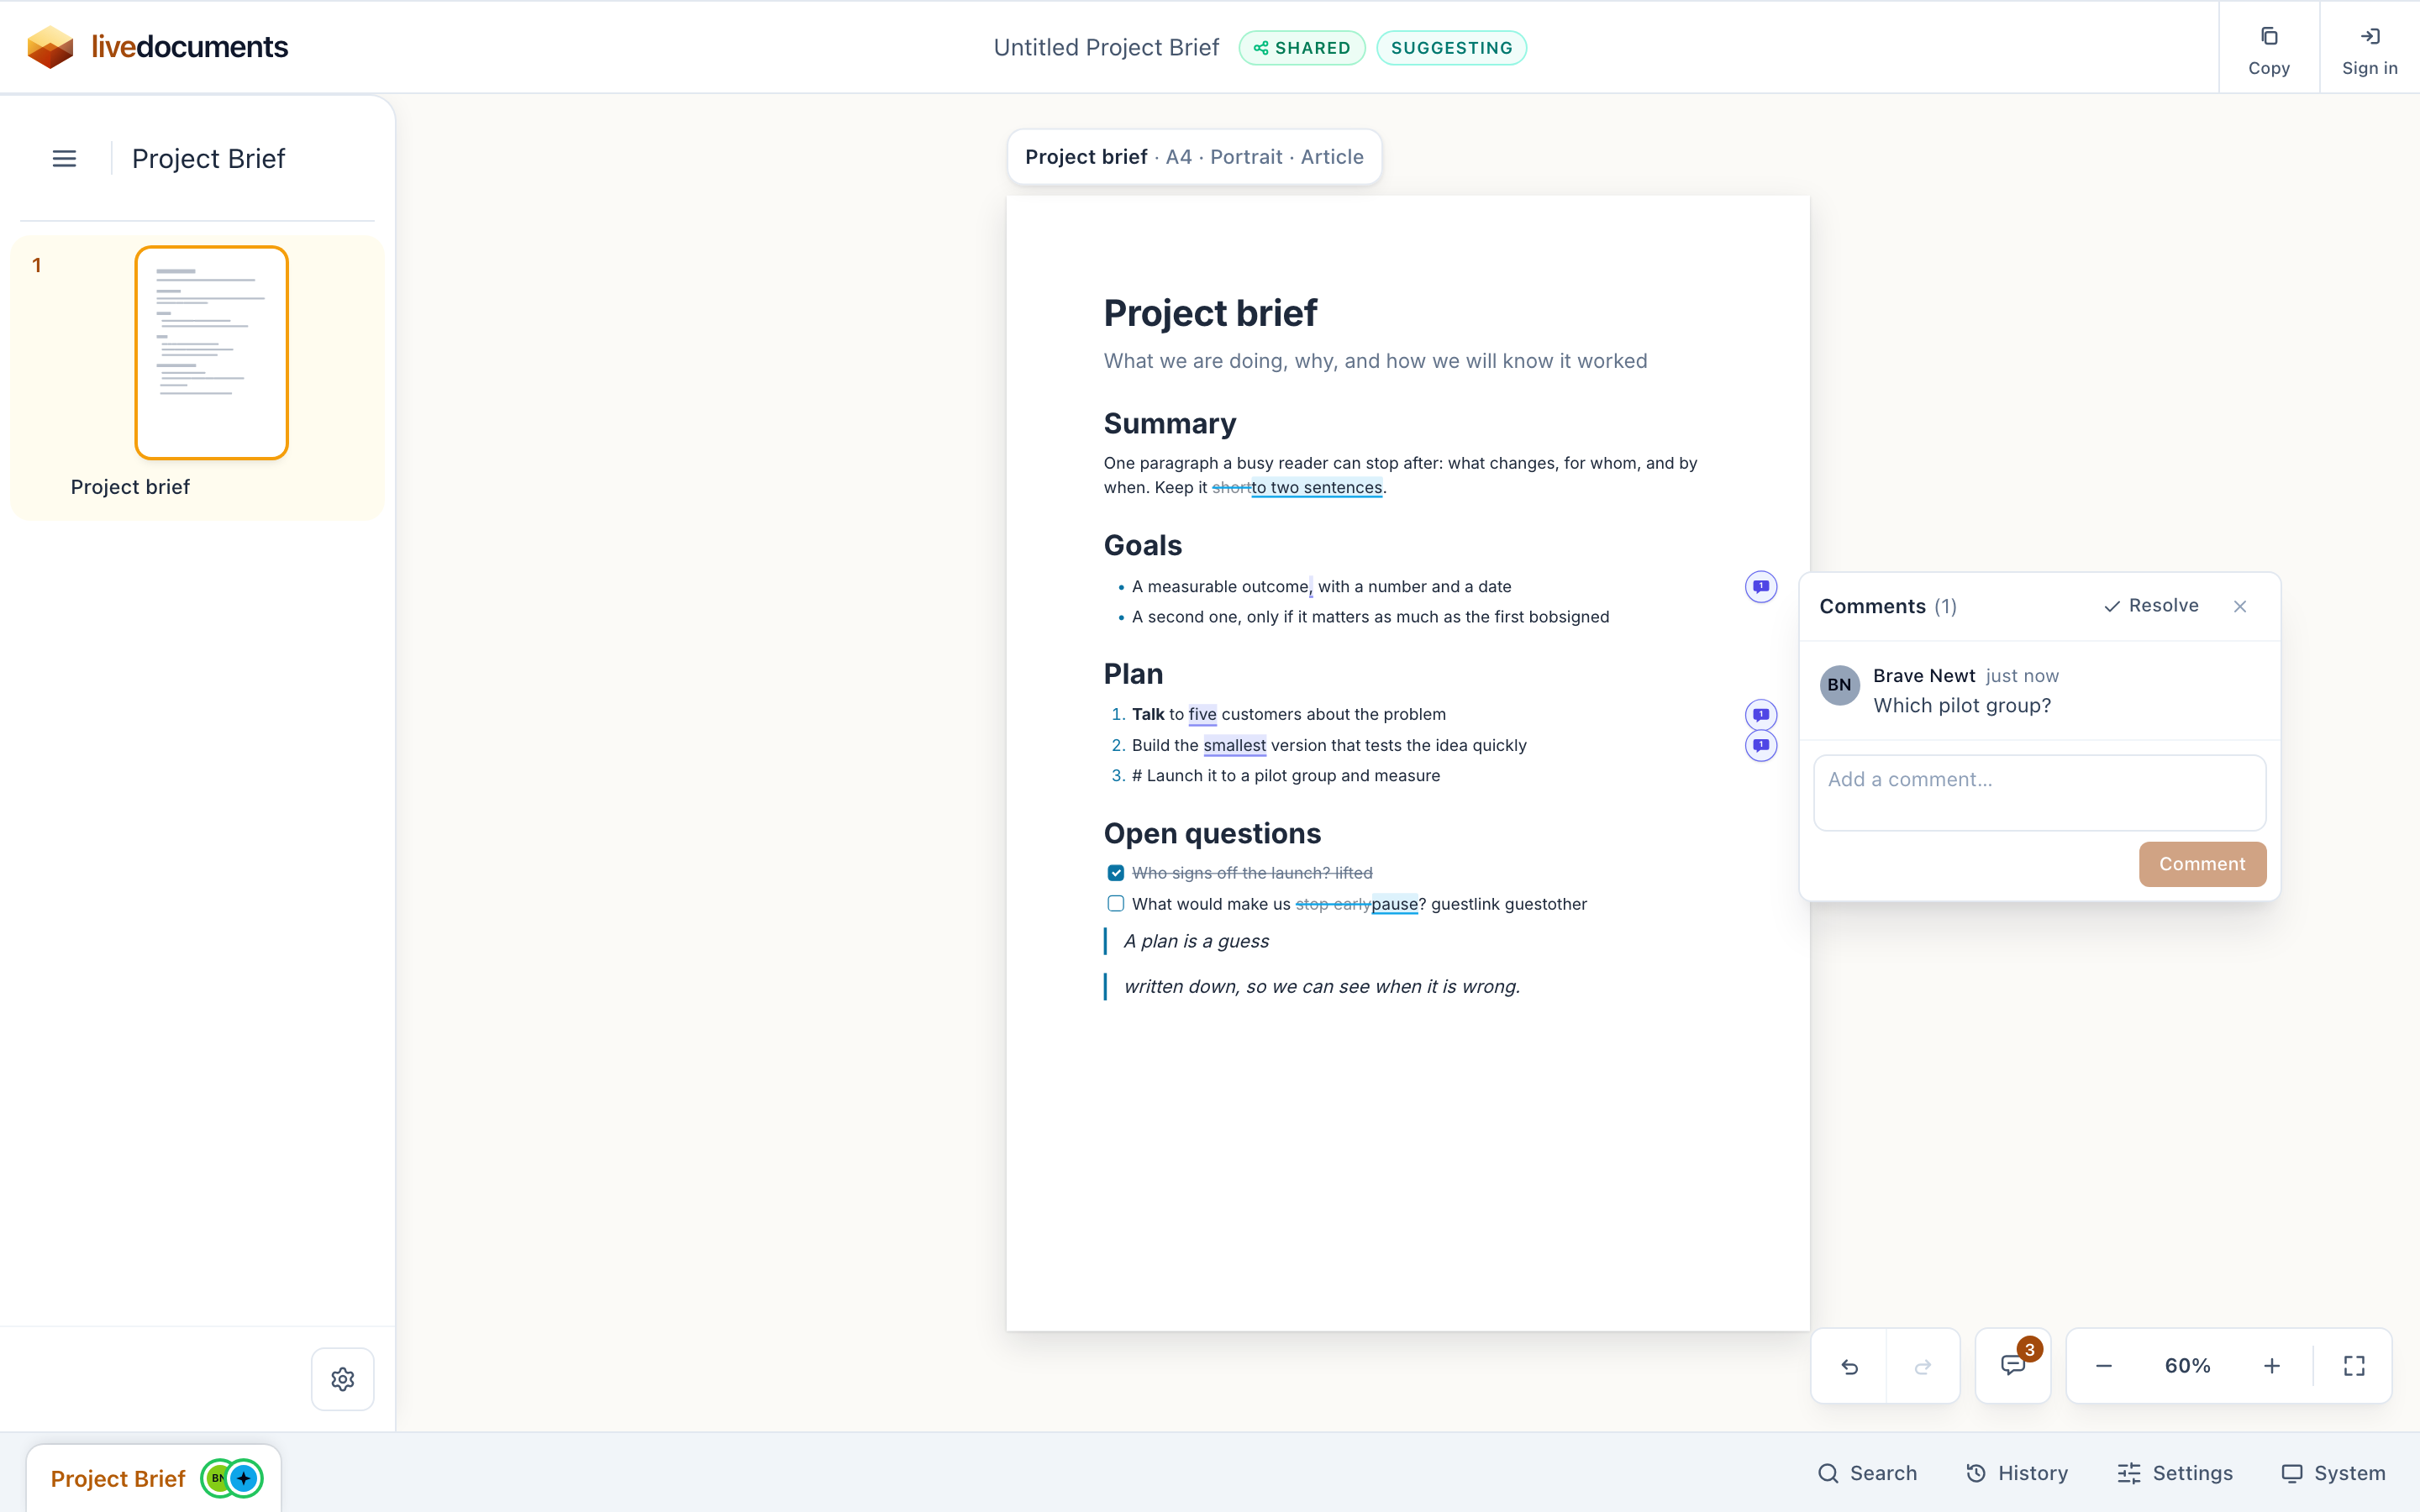 livedocuments
Untitled Project Brief
SHARED
SUGGESTING
Copy
Sign in
Project Brief
1
Project brief
Project brief · A4 · Portrait · Article
Project brief
What we are doing, why, and how we will know it worked
Summary
One paragraph a busy reader can stop after: what changes, for whom, and by
when. Keep it shortto two sentences.
Goals
• A measurable outcome, with a number and a date
1
• A second one, only if it matters as much as the first bobsigned
Plan
1. Talk to five customers about the problem
1
2. Build the smallest version that tests the idea quickly
1
3. # Launch it to a pilot group and measure
Open questions
Who signs off the launch? lifted
What would make us stop earlypause? guestlink guestother
A plan is a guess
written down, so we can see when it is wrong.
Comments (1)
Resolve
BN
Brave Newt just now
Which pilot group?
Add a comment...
Comment
3
60%
Project Brief
BN
Search
History
Settings
System